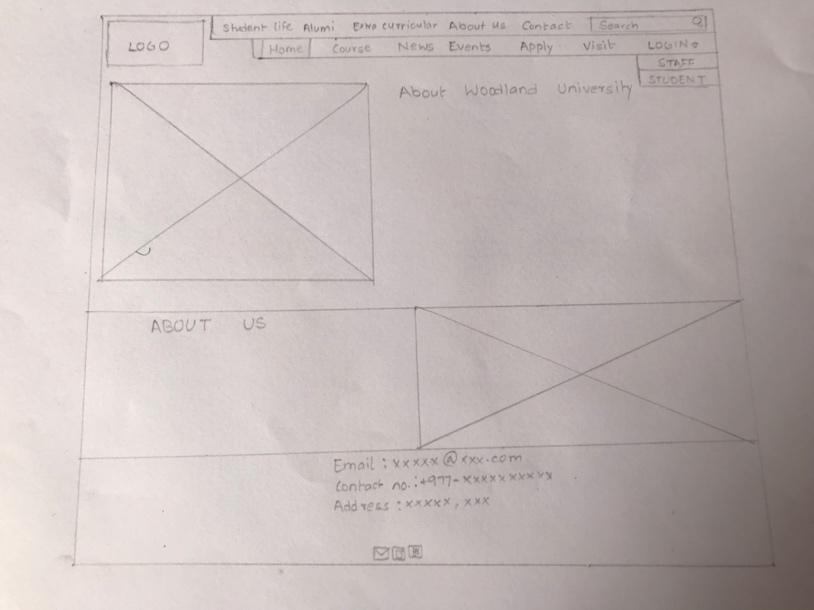 LOGO
Student life Alumi Extra curricular About Us Contact Search
Home Course News Events Apply Visit LOGIN
STAFF
STUDENT
About Woodland University
ABOUT US
Email : xxxxx@xxx.com
Contact no.:+977-xxxxxxxxxx
Address : xxxxx, xxx